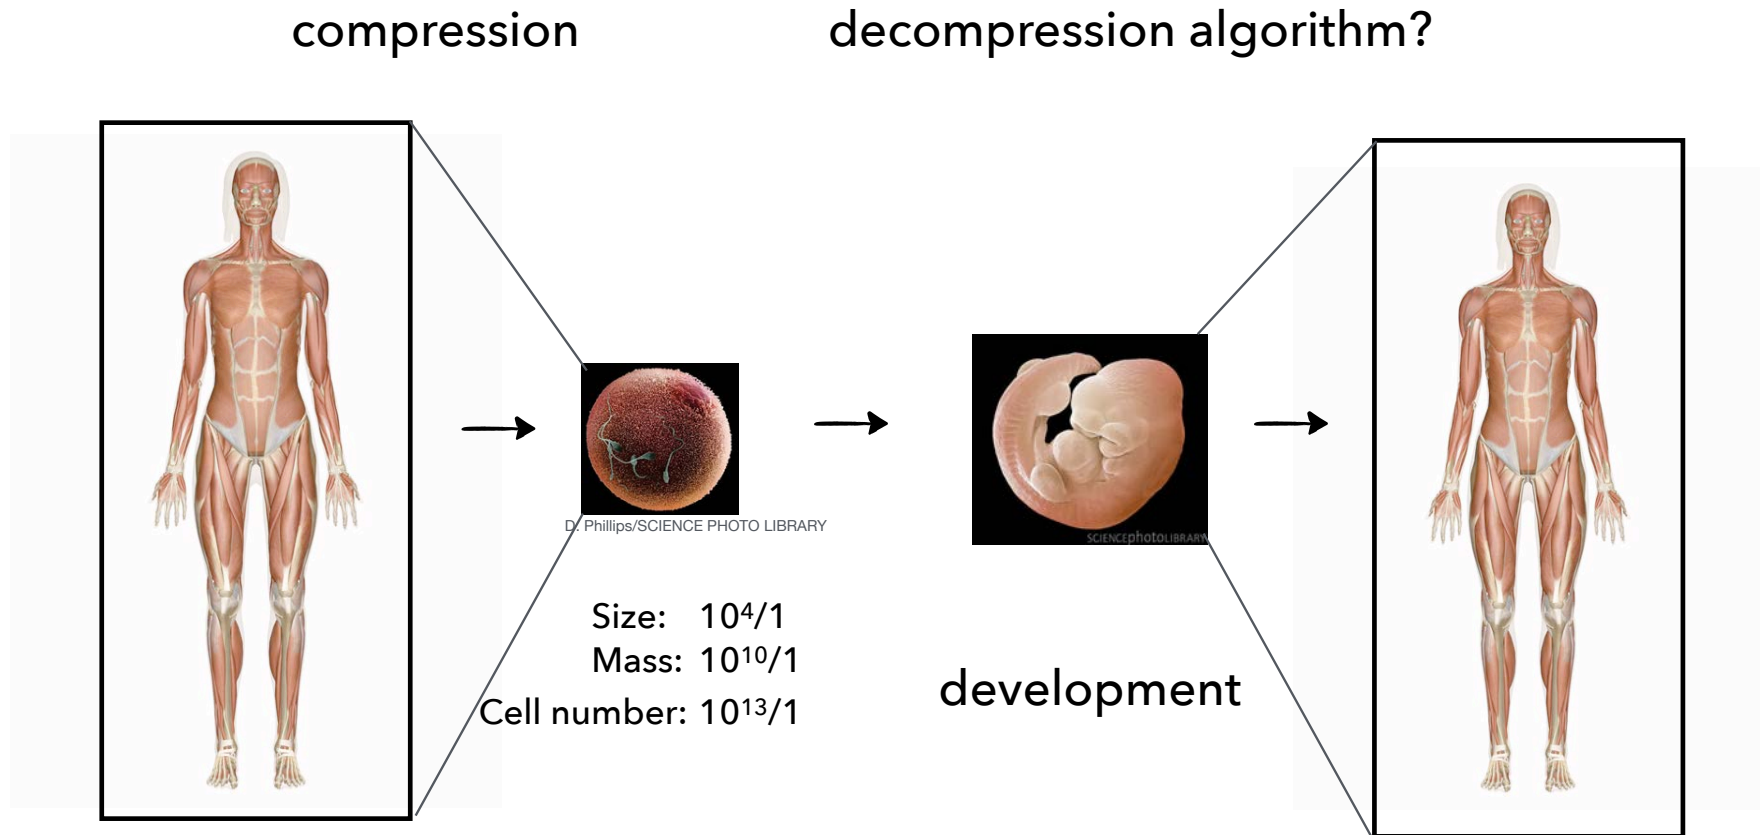 compression
decompression algorithm?
D. Phillips/SCIENCE PHOTO LIBRARY
SCIENCEphotoLIBRARY
Size: 10⁴/1
Mass: 10¹⁰/1
Cell number: 10¹³/1
development